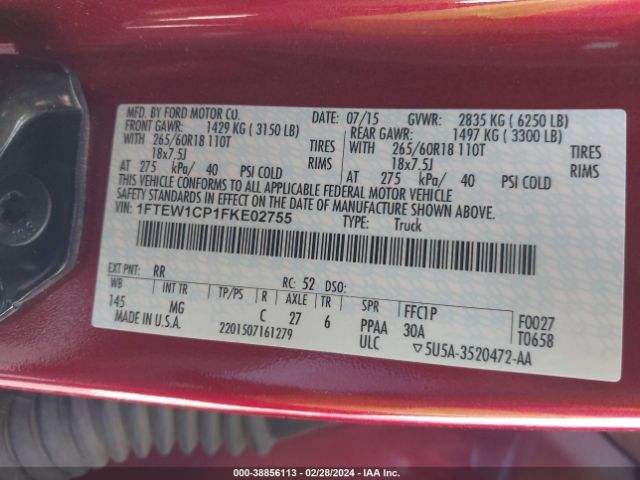 MFD. BY FORD MOTOR CO.
DATE: 07/15 GVWR: 2835 KG ( 6250 LB)
FRONT GAWR: 1429 KG ( 3150 LB) REAR GAWR: 1497 KG ( 3300 LB)
WITH 265/60R18 110T TIRES WITH 265/60R18 110T TIRES
18x7.5J RIMS 18x7.5J RIMS
AT 275 kPa/ 40 PSI COLD AT 275 kPa/ 40 PSI COLD
THIS VEHICLE CONFORMS TO ALL APPLICABLE FEDERAL MOTOR VEHICLE
SAFETY STANDARDS IN EFFECT ON THE DATE OF MANUFACTURE SHOWN ABOVE.
VIN: 1FTEW1CP1FKE02755 TYPE: Truck
EXT PNT: RR RC: 52 DSO:
WB INT TR TP/PS R AXLE TR SPR FFC1P F0027
145 MG C 27 6 PPAA 30A T0658
MADE IN U.S.A. 2201507161279 ULC ▽5U5A-3520472-AA
000-38856113 - 02/28/2024 - IAA Inc.